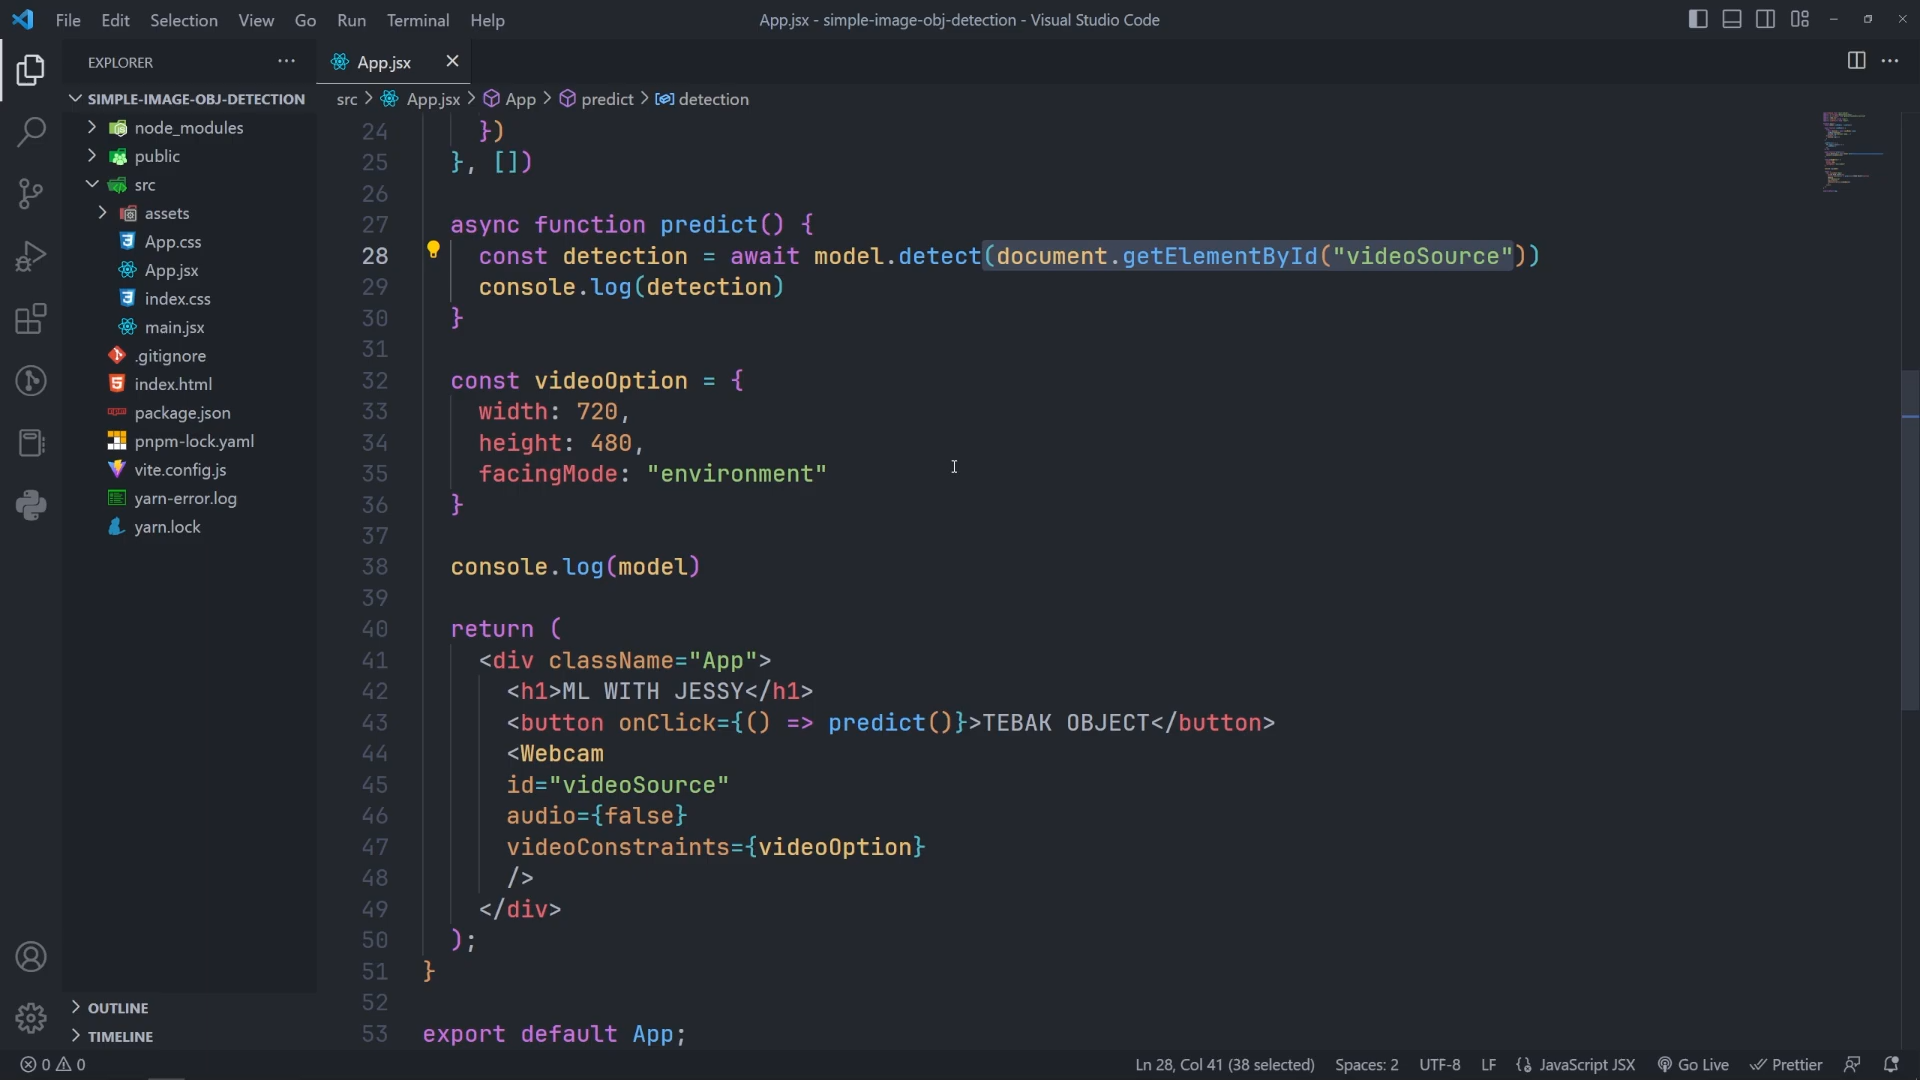 File Edit Selection View Go Run Terminal Help
App.jsx - simple-image-obj-detection - Visual Studio Code
EXPLORER
App.jsx
SIMPLE-IMAGE-OBJ-DETECTION
node_modules
public
src
assets
App.css
App.jsx
index.css
main.jsx
.gitignore
index.html
package.json
pnpm-lock.yaml
vite.config.js
yarn-error.log
yarn.lock
OUTLINE
TIMELINE
src > App.jsx > App > predict > detection
24 })
25 }, [])
26
27 async function predict() {
28 const detection = await model.detect(document.getElementById("videoSource"))
29 console.log(detection)
30 }
31
32 const videoOption = {
33 width: 720,
34 height: 480,
35 facingMode: "environment"
36 }
37
38 console.log(model)
39
40 return (
41 <div className="App">
42 <h1>ML WITH JESSY</h1>
43 <button onClick={() => predict()}>TEBAK OBJECT</button>
44 <Webcam
45 id="videoSource"
46 audio={false}
47 videoConstraints={videoOption}
48 />
49 </div>
50 );
51 }
52
53 export default App;
0 0
Ln 28, Col 41 (38 selected) Spaces: 2 UTF-8 LF {} JavaScript JSX Go Live Prettier